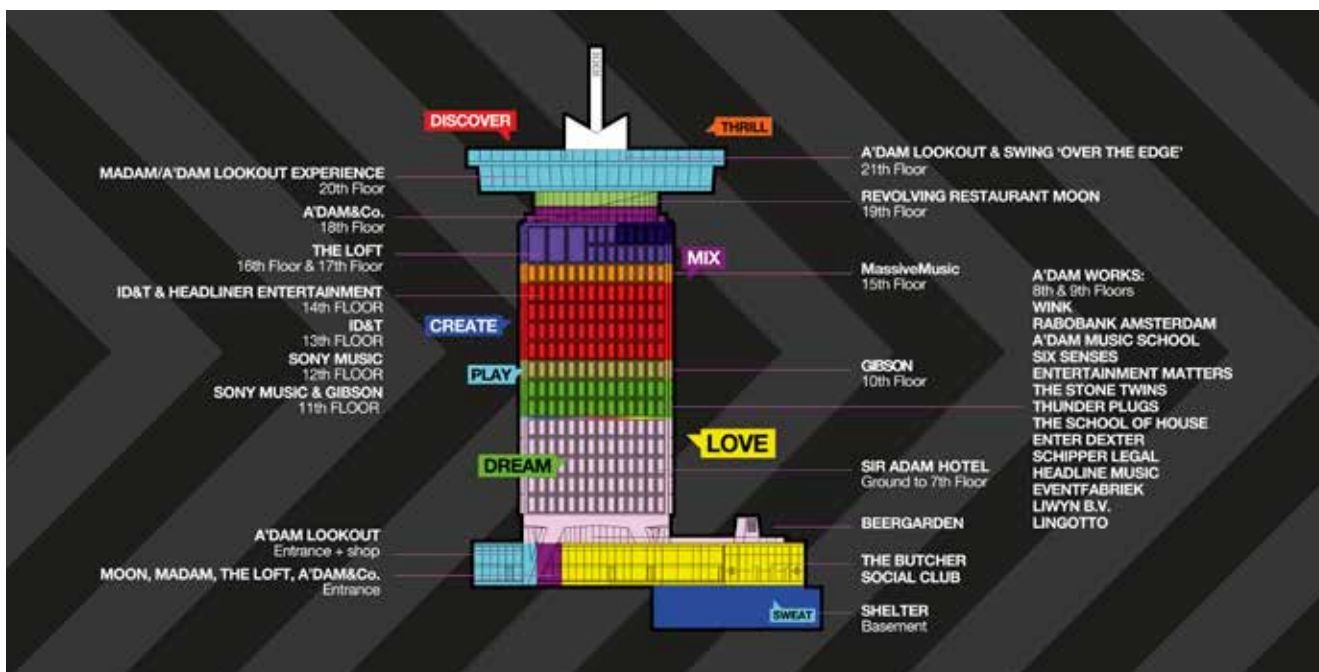 DISCOVER
THRILL
MADAM/A'DAM LOOKOUT EXPERIENCE
20th Floor
A'DAM&Co.
18th Floor
THE LOFT
16th Floor & 17th Floor
ID&T & HEADLINER ENTERTAINMENT
14th FLOOR
ID&T
13th FLOOR
SONY MUSIC
12th FLOOR
SONY MUSIC & GIBSON
11th FLOOR
CREATE
PLAY
DREAM
MIX
LOVE
A'DAM LOOKOUT
Entrance + shop
MOON, MADAM, THE LOFT, A'DAM&Co.
Entrance
A'DAM LOOKOUT & SWING ‘OVER THE EDGE’
21th Floor
REVOLVING RESTAURANT MOON
19th Floor
MassiveMusic
15th Floor
GIBSON
10th Floor
SIR ADAM HOTEL
Ground to 7th Floor
BEERGARDEN
THE BUTCHER
SOCIAL CLUB
SHELTER
Basement
SWEAT
A'DAM WORKS:
8th & 9th Floors
WINK
RABOBANK AMSTERDAM
A'DAM MUSIC SCHOOL
SIX SENSES
ENTERTAINMENT MATTERS
THE STONE TWINS
THUNDER PLUGS
THE SCHOOL OF HOUSE
ENTER DEXTER
SCHIPPER LEGAL
HEADLINE MUSIC
EVENTFABRIEK
LIWYN B.V.
LINGOTTO